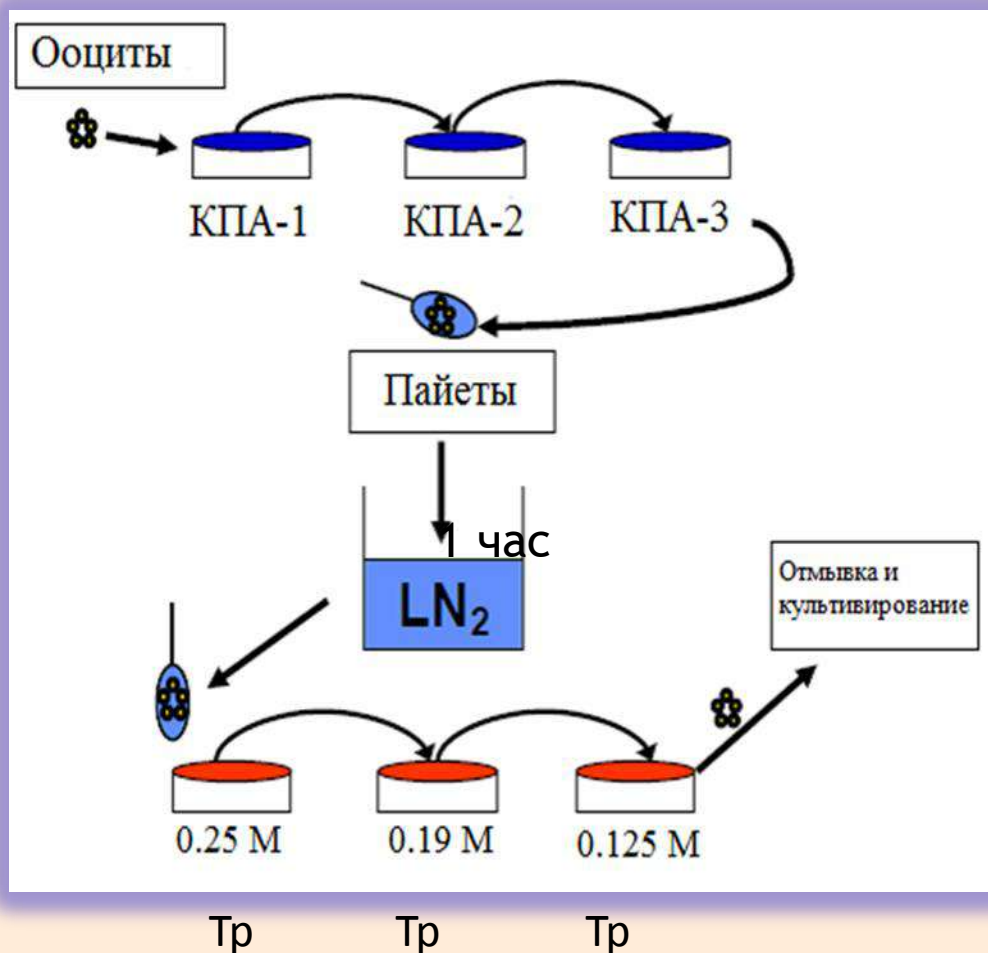 Ооциты
КПА-1 КПА-2 КПА-3
Пайеты
1 час
LN₂
Отмывка и
культивирование
0.25 М 0.19 М 0.125 М
Тр Тр Тр